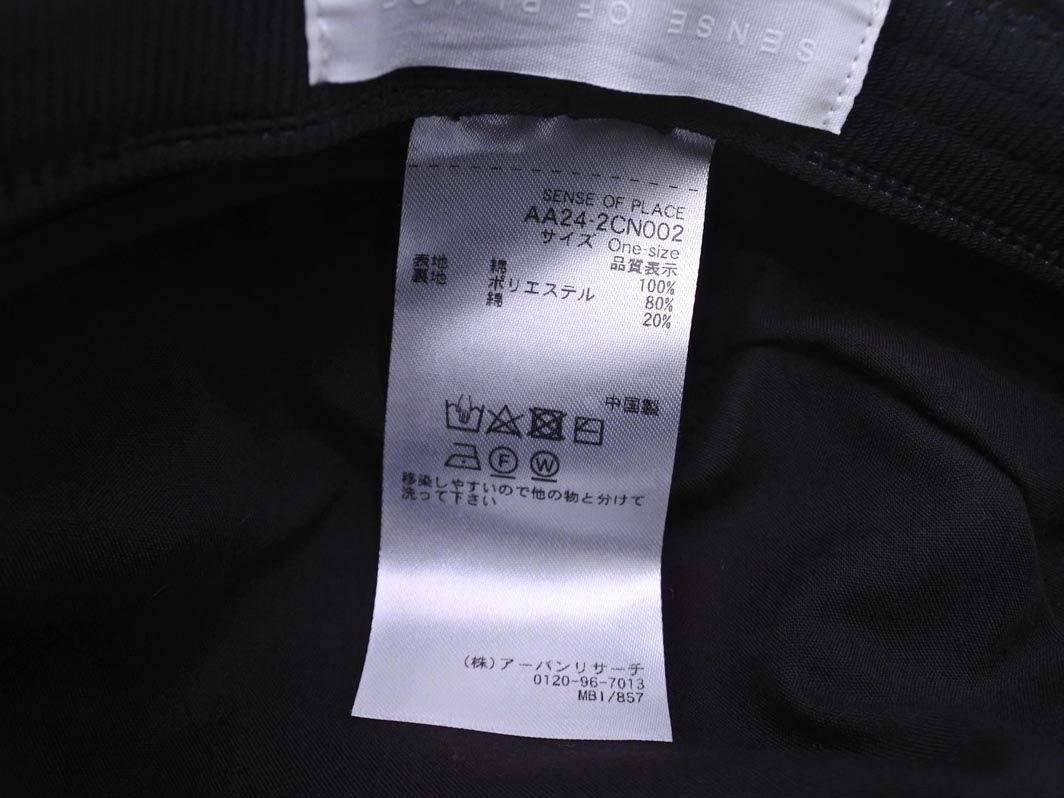 SENSE OF PLACE
SENSE OF PLACE
AA24-2CN002
サイズ One-size
品質表示
表地 綿 100%
裏地 ポリエステル 80%
綿 20%
中国製
F W
移染しやすいので他の物と分けて
洗って下さい
(株)アーバンリサーチ
0120-96-7013
MB1/857